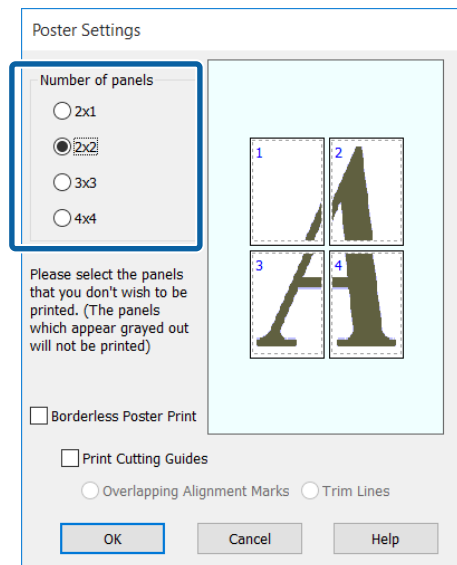 Poster Settings
Number of panels
2x1
2x2
3x3
4x4
1
2
3
4
A
Please select the panels
that you don't wish to be
printed. (The panels
which appear grayed out
will not be printed)
Borderless Poster Print
Print Cutting Guides
Overlapping Alignment Marks
Trim Lines
OK
Cancel
Help